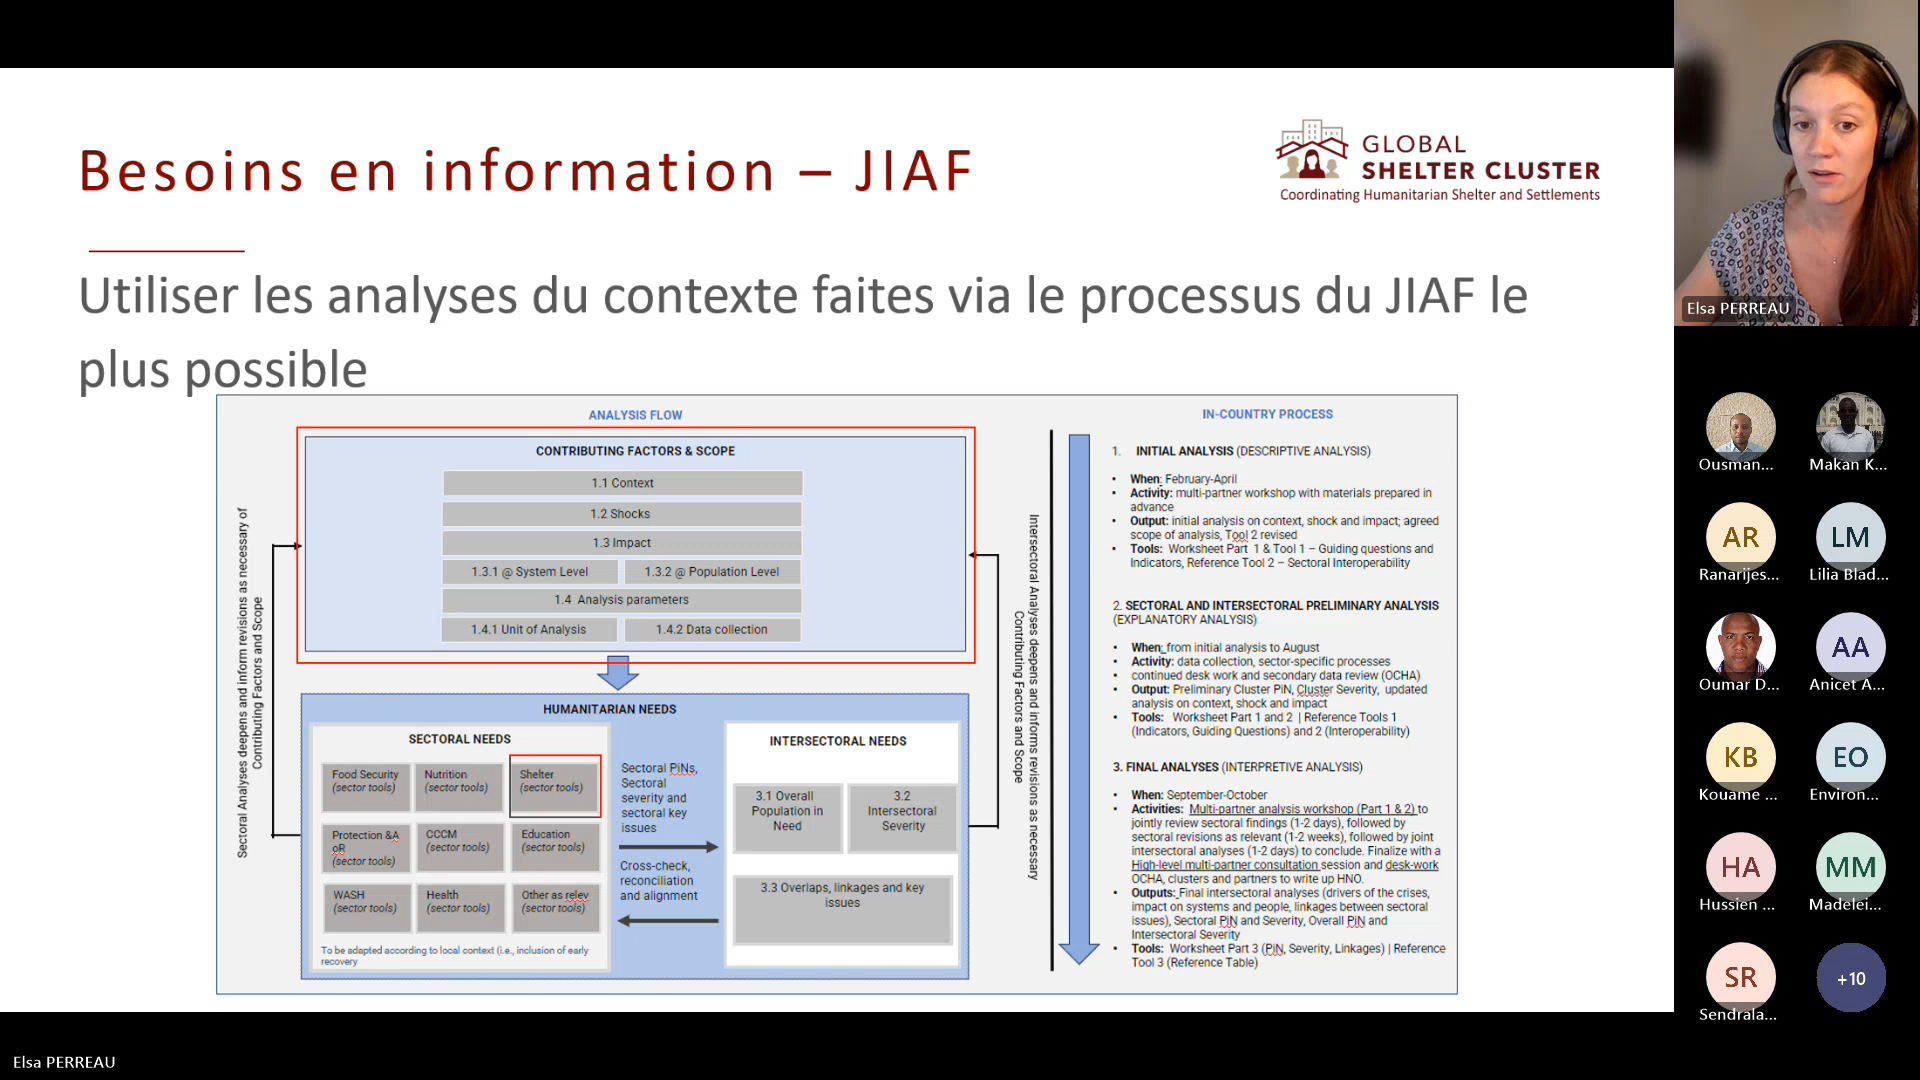 Besoins en information – JIAF
GLOBAL
SHELTER CLUSTER
Coordinating Humanitarian Shelter and Settlements
Utiliser les analyses du contexte faites via le processus du JIAF le
plus possible
ANALYSIS FLOW
Sectoral Analyses deepens and inform revisions as necessary of
Contributing Factors and Scope
CONTRIBUTING FACTORS & SCOPE
1.1 Context
1.2 Shocks
1.3 Impact
1.3.1 @ System Level
1.3.2 @ Population Level
1.4 Analysis parameters
1.4.1 Unit of Analysis
1.4.2 Data collection
HUMANITARIAN NEEDS
SECTORAL NEEDS
Food Security
(sector tools)
Nutrition
(sector tools)
Shelter
(sector tools)
Protection &A
oR
(sector tools)
CCCM
(sector tools)
Education
(sector tools)
WASH
(sector tools)
Health
(sector tools)
Other as relev
(sector tools)
To be adapted according to local context (i.e., inclusion of early
recovery
Sectoral PiNs,
Sectoral
severity and
sectoral key
issues
Cross-check,
reconciliation
and alignment
INTERSECTORAL NEEDS
3.1 Overall
Population in
Need
3.2
Intersectoral
Severity
3.3 Overlaps, linkages and key
issues
Intersectoral Analyses deepens and informs revisions as necessary
Contributing Factors and Scope
IN-COUNTRY PROCESS
1. INITIAL ANALYSIS (DESCRIPTIVE ANALYSIS)
• When: February-April
• Activity: multi-partner workshop with materials prepared in
advance
• Output: initial analysis on context, shock and impact; agreed
scope of analysis, Tool 2 revised
• Tools: Worksheet Part 1 & Tool 1 – Guiding questions and
Indicators, Reference Tool 2 – Sectoral Interoperability
2. SECTORAL AND INTERSECTORAL PRELIMINARY ANALYSIS
(EXPLANATORY ANALYSIS)
• When: from initial analysis to August
• Activity: data collection, sector-specific processes
• continued desk work and secondary data review (OCHA)
• Output: Preliminary Cluster PiN, Cluster Severity, updated
analysis on context, shock and impact
• Tools: Worksheet Part 1 and 2 | Reference Tools 1
(Indicators, Guiding Questions) and 2 (Interoperability)
3. FINAL ANALYSES (INTERPRETIVE ANALYSIS)
• When: September-October
• Activities: Multi-partner analysis workshop (Part 1 & 2) to
jointly review sectoral findings (1-2 days), followed by
sectoral revisions as relevant (1-2 weeks), followed by joint
intersectoral analyses (1-2 days) to conclude. Finalize with a
High-level multi-partner consultation session and desk-work
OCHA, clusters and partners to write up HNO.
• Outputs: Final intersectoral analyses (drivers of the crises,
impact on systems and people, linkages between sectoral
issues), Sectoral PiN and Severity, Overall PiN and
Intersectoral Severity
• Tools: Worksheet Part 3 (PiN, Severity, Linkages) | Reference
Tool 3 (Reference Table)
Elsa PERREAU
Ousman...
Makan K...
AR
Ranarijes...
LM
Lilia Blad...
Oumar D...
AA
Anicet A...
KB
Kouame ...
EO
Environ...
HA
Hussien ...
MM
Madelei...
SR
Sendrala...
+10
Elsa PERREAU